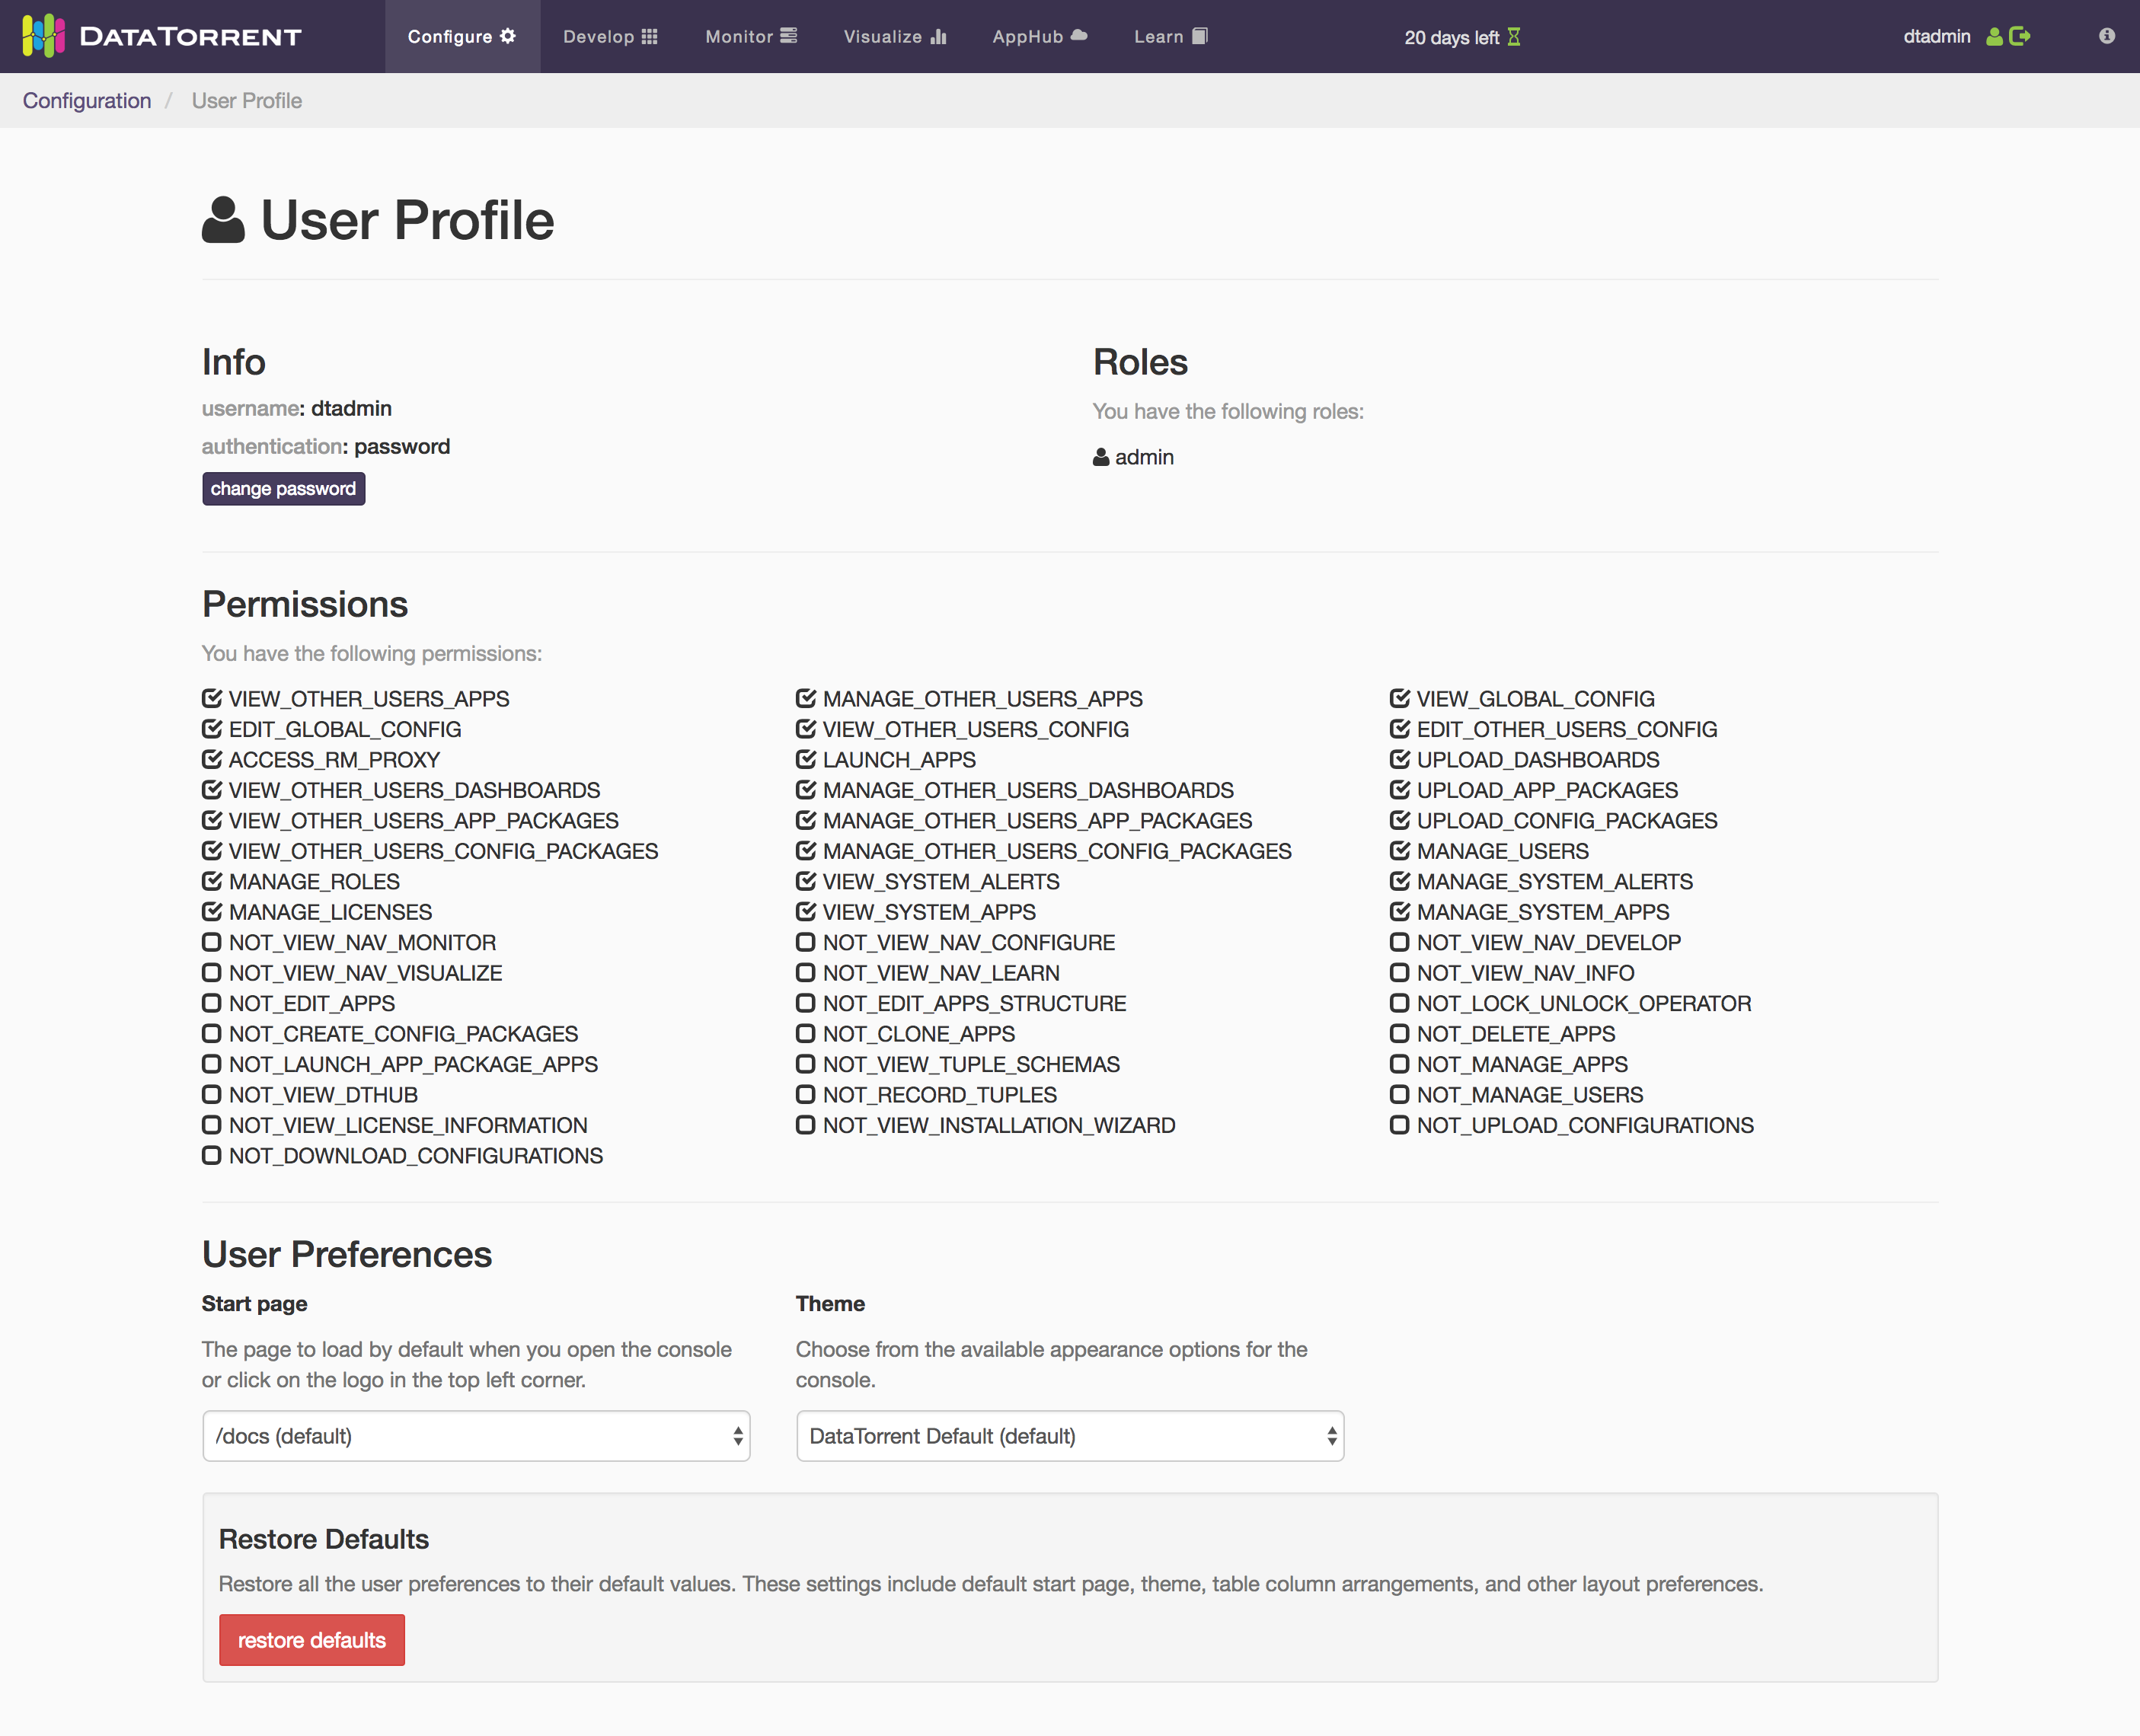 DATATORRENT
Configure
Develop
Monitor
Visualize
AppHub
Learn
20 days left
dtadmin
Configuration / User Profile
User Profile
Info
username: dtadmin
authentication: password
change password
Roles
You have the following roles:
admin
Permissions
You have the following permissions:
VIEW_OTHER_USERS_APPS MANAGE_OTHER_USERS_APPS VIEW_GLOBAL_CONFIG
EDIT_GLOBAL_CONFIG VIEW_OTHER_USERS_CONFIG EDIT_OTHER_USERS_CONFIG
ACCESS_RM_PROXY LAUNCH_APPS UPLOAD_DASHBOARDS
VIEW_OTHER_USERS_DASHBOARDS MANAGE_OTHER_USERS_DASHBOARDS UPLOAD_APP_PACKAGES
VIEW_OTHER_USERS_APP_PACKAGES MANAGE_OTHER_USERS_APP_PACKAGES UPLOAD_CONFIG_PACKAGES
VIEW_OTHER_USERS_CONFIG_PACKAGES MANAGE_OTHER_USERS_CONFIG_PACKAGES MANAGE_USERS
MANAGE_ROLES VIEW_SYSTEM_ALERTS MANAGE_SYSTEM_ALERTS
MANAGE_LICENSES VIEW_SYSTEM_APPS MANAGE_SYSTEM_APPS
NOT_VIEW_NAV_MONITOR NOT_VIEW_NAV_CONFIGURE NOT_VIEW_NAV_DEVELOP
NOT_VIEW_NAV_VISUALIZE NOT_VIEW_NAV_LEARN NOT_VIEW_NAV_INFO
NOT_EDIT_APPS NOT_EDIT_APPS_STRUCTURE NOT_LOCK_UNLOCK_OPERATOR
NOT_CREATE_CONFIG_PACKAGES NOT_CLONE_APPS NOT_DELETE_APPS
NOT_LAUNCH_APP_PACKAGE_APPS NOT_VIEW_TUPLE_SCHEMAS NOT_MANAGE_APPS
NOT_VIEW_DTHUB NOT_RECORD_TUPLES NOT_MANAGE_USERS
NOT_VIEW_LICENSE_INFORMATION NOT_VIEW_INSTALLATION_WIZARD NOT_UPLOAD_CONFIGURATIONS
NOT_DOWNLOAD_CONFIGURATIONS
User Preferences
Start page
The page to load by default when you open the console
or click on the logo in the top left corner.
/docs (default)
Theme
Choose from the available appearance options for the
console.
DataTorrent Default (default)
Restore Defaults
Restore all the user preferences to their default values. These settings include default start page, theme, table column arrangements, and other layout preferences.
restore defaults